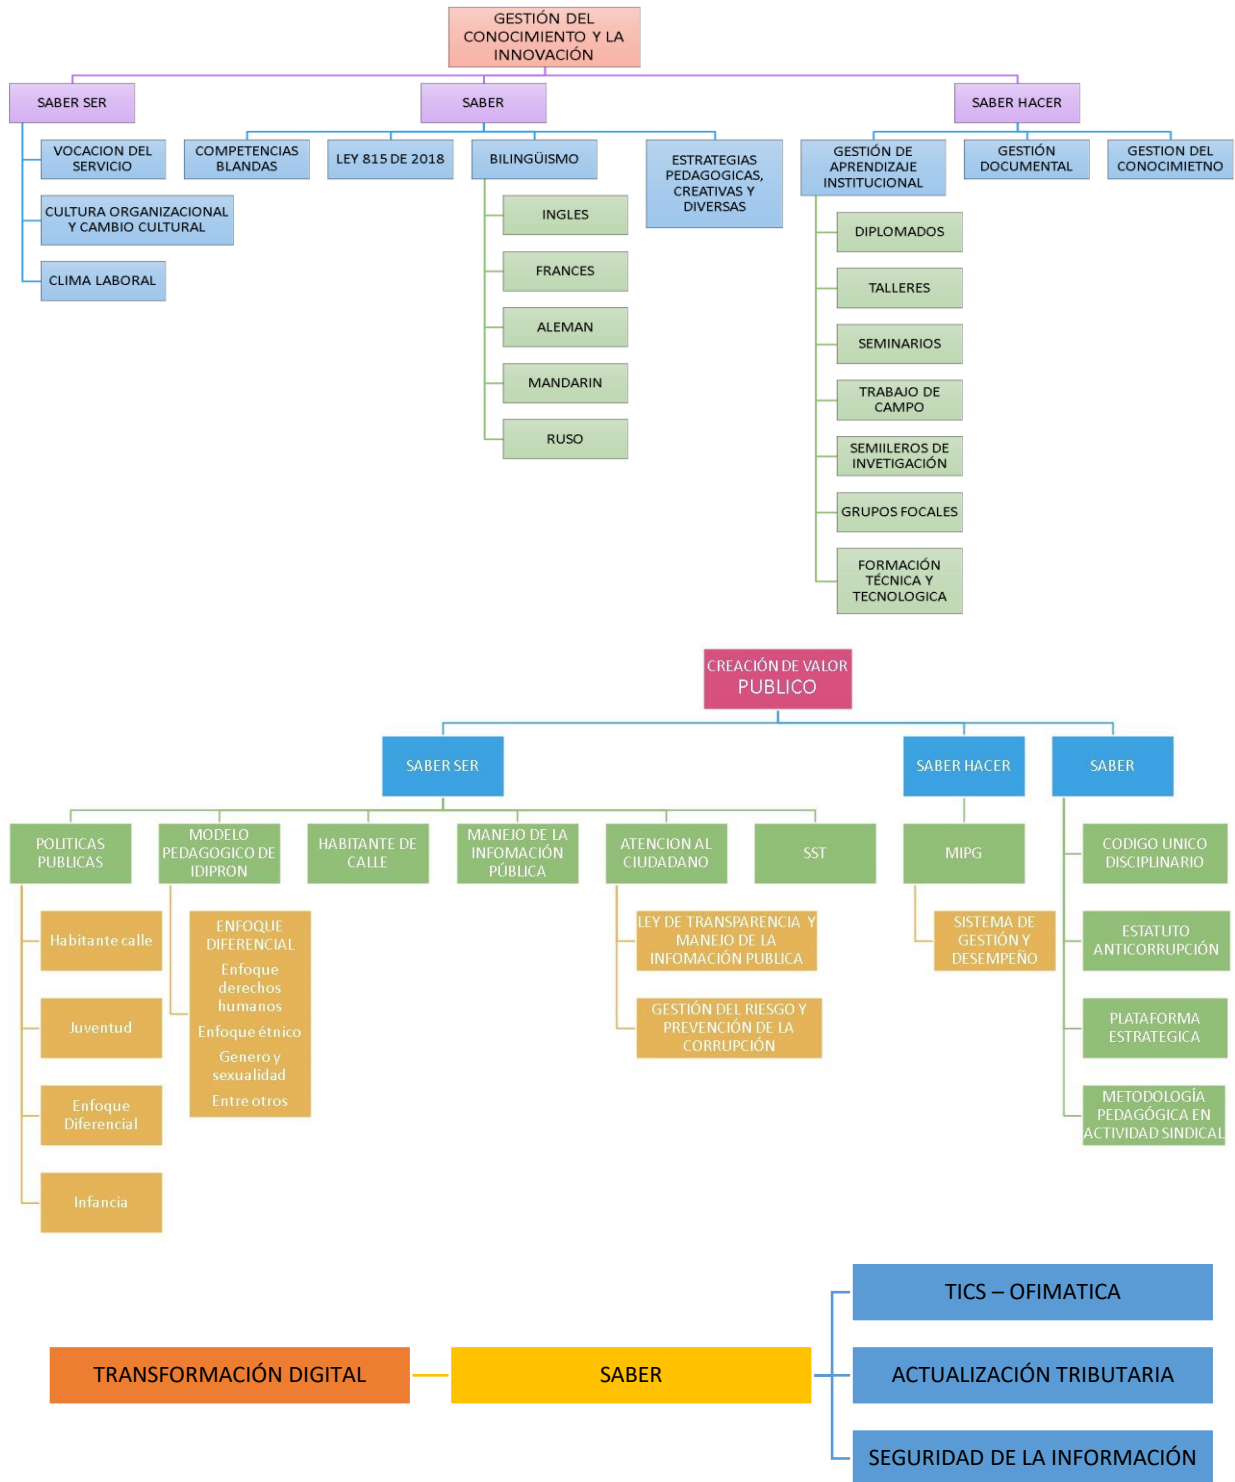 GESTIÓN DEL
CONOCIMIENTO Y LA
INNOVACIÓN
SABER SER
SABER
SABER HACER
VOCACION DEL
SERVICIO
COMPETENCIAS
BLANDAS
LEY 815 DE 2018
BILINGÜISMO
ESTRATEGIAS
PEDAGOGICAS,
CREATIVAS Y
DIVERSAS
GESTIÓN DE
APRENDIZAJE
INSTITUCIONAL
GESTIÓN
DOCUMENTAL
GESTION DEL
CONOCIMIETNO
CULTURA ORGANIZACIONAL
Y CAMBIO CULTURAL
CLIMA LABORAL
INGLES
FRANCES
ALEMAN
MANDARIN
RUSO
DIPLOMADOS
TALLERES
SEMINARIOS
TRABAJO DE
CAMPO
SEMIILEROS DE
INVETIGACIÓN
GRUPOS FOCALES
FORMACIÓN
TÉCNICA Y
TECNOLOGICA
CREACIÓN DE VALOR
PUBLICO
SABER SER
SABER HACER
SABER
POLITICAS
PUBLICAS
MODELO
PEDAGOGICO DE
IDIPRON
HABITANTE DE
CALLE
MANEJO DE LA
INFOMACIÓN
PÚBLICA
ATENCION AL
CIUDADANO
SST
MIPG
CODIGO UNICO
DISCIPLINARIO
Habitante calle
Juventud
Enfoque
Diferencial
Infancia
ENFOQUE
DIFERENCIAL
Enfoque
derechos
humanos
Enfoque étnico
Genero y
sexualidad
Entre otros
LEY DE TRANSPARENCIA Y
MANEJO DE LA
INFOMACIÓN PUBLICA
GESTIÓN DEL RIESGO Y
PREVENCIÓN DE LA
CORRUPCIÓN
SISTEMA DE
GESTIÓN Y
DESEMPEÑO
ESTATUTO
ANTICORRUPCIÓN
PLATAFORMA
ESTRATEGICA
METODOLOGÍA
PEDAGÓGICA EN
ACTIVIDAD SINDICAL
TRANSFORMACIÓN DIGITAL
SABER
TICS – OFIMATICA
ACTUALIZACIÓN TRIBUTARIA
SEGURIDAD DE LA INFORMACIÓN